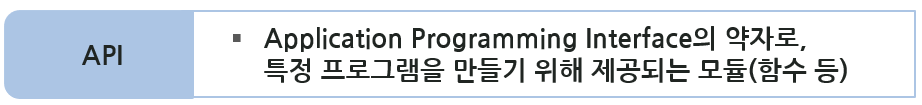 API
▪ Application Programming Interface의 약자로,
특정 프로그램을 만들기 위해 제공되는 모듈(함수 등)